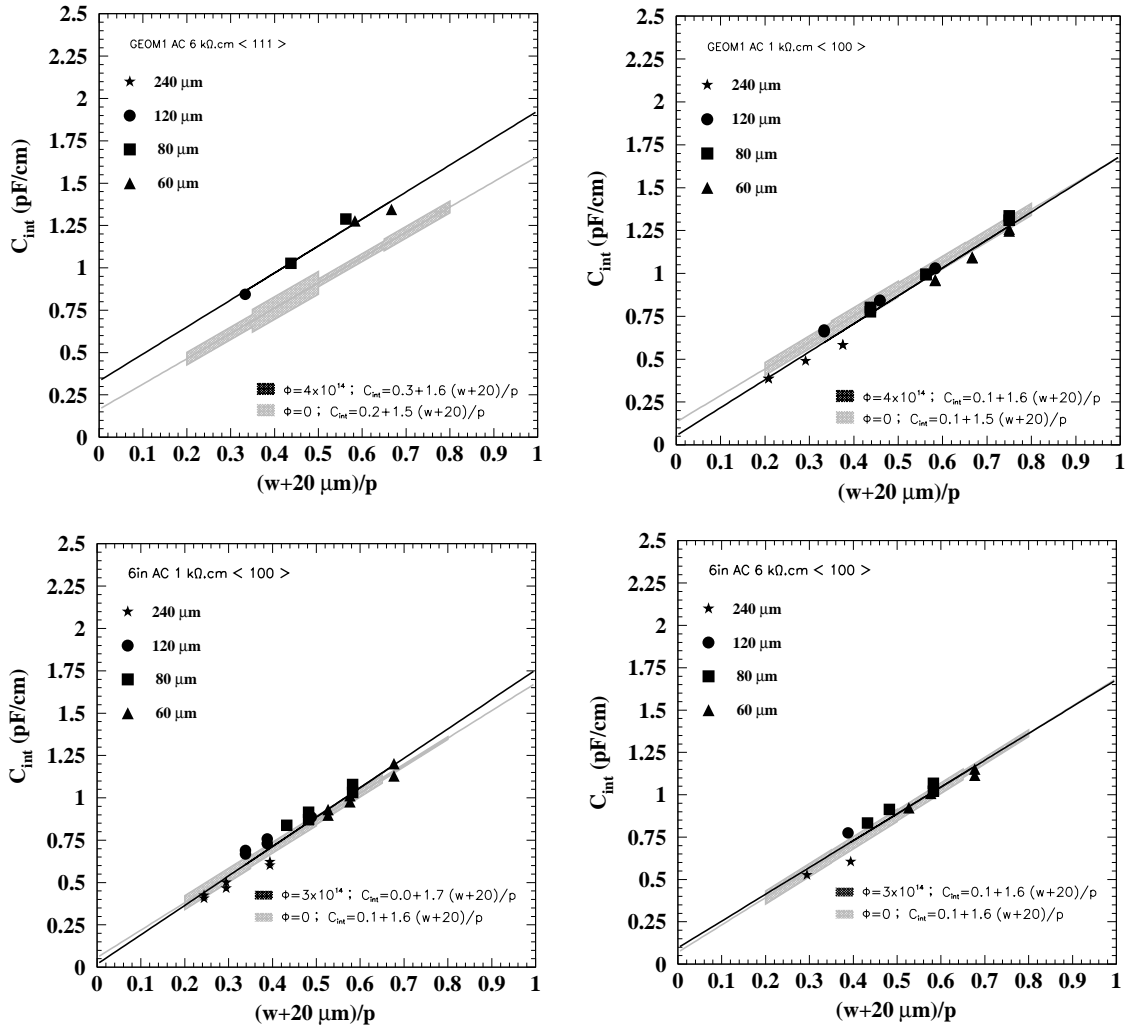 2.5
2.25
2
1.75
1.5
1.25
1
0.75
0.5
0.25
0
C_int (pF/cm)
GEOM1 AC 6 kΩ.cm < 111 >
240 μm
120 μm
80 μm
60 μm
Φ=4×10¹⁴ ; C_int=0.3+1.6 (w+20)/p
Φ=0 ; C_int=0.2+1.5 (w+20)/p
0 0.1 0.2 0.3 0.4 0.5 0.6 0.7 0.8 0.9 1
(w+20 μm)/p
2.5
2.25
2
1.75
1.5
1.25
1
0.75
0.5
0.25
0
C_int (pF/cm)
GEOM1 AC 1 kΩ.cm < 100 >
240 μm
120 μm
80 μm
60 μm
Φ=4×10¹⁴ ; C_int=0.1+1.6 (w+20)/p
Φ=0 ; C_int=0.1+1.5 (w+20)/p
0 0.1 0.2 0.3 0.4 0.5 0.6 0.7 0.8 0.9 1
(w+20 μm)/p
2.5
2.25
2
1.75
1.5
1.25
1
0.75
0.5
0.25
0
C_int (pF/cm)
6in AC 1 kΩ.cm < 100 >
240 μm
120 μm
80 μm
60 μm
Φ=3×10¹⁴ ; C_int=0.0+1.7 (w+20)/p
Φ=0 ; C_int=0.1+1.6 (w+20)/p
0 0.1 0.2 0.3 0.4 0.5 0.6 0.7 0.8 0.9 1
(w+20 μm)/p
2.5
2.25
2
1.75
1.5
1.25
1
0.75
0.5
0.25
0
C_int (pF/cm)
6in AC 6 kΩ.cm < 100 >
240 μm
120 μm
80 μm
60 μm
Φ=3×10¹⁴ ; C_int=0.1+1.6 (w+20)/p
Φ=0 ; C_int=0.1+1.6 (w+20)/p
0 0.1 0.2 0.3 0.4 0.5 0.6 0.7 0.8 0.9 1
(w+20 μm)/p